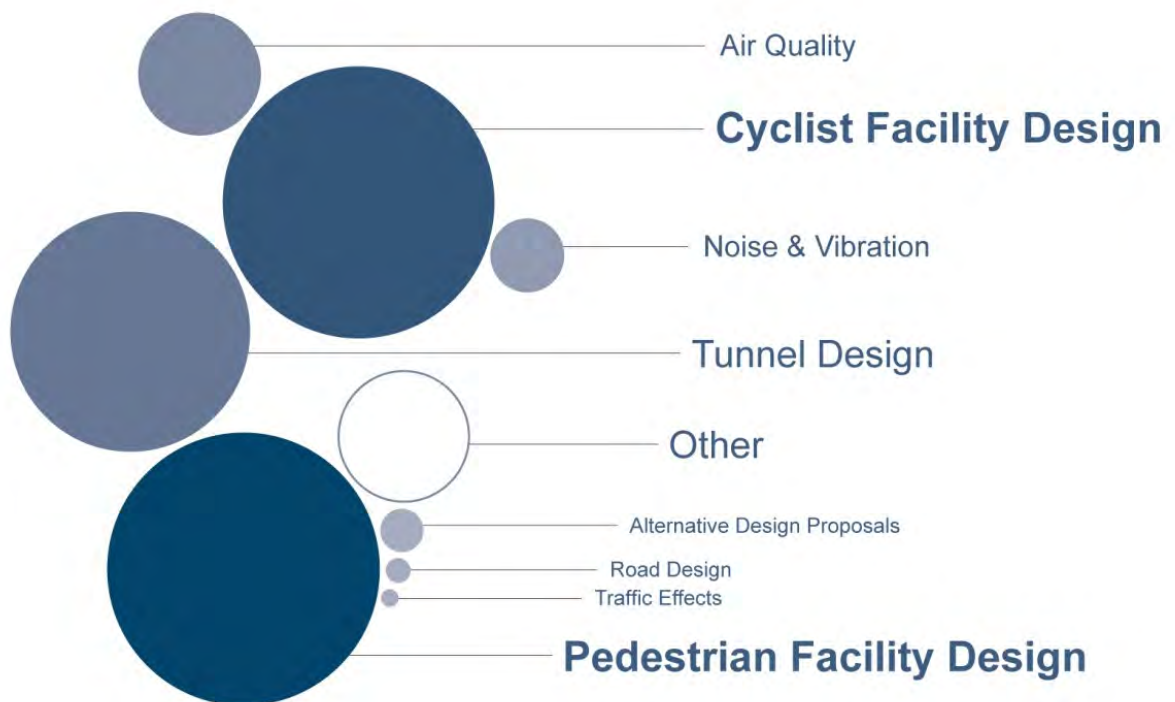 Air Quality
Cyclist Facility Design
Noise & Vibration
Tunnel Design
Other
Alternative Design Proposals
Road Design
Traffic Effects
Pedestrian Facility Design